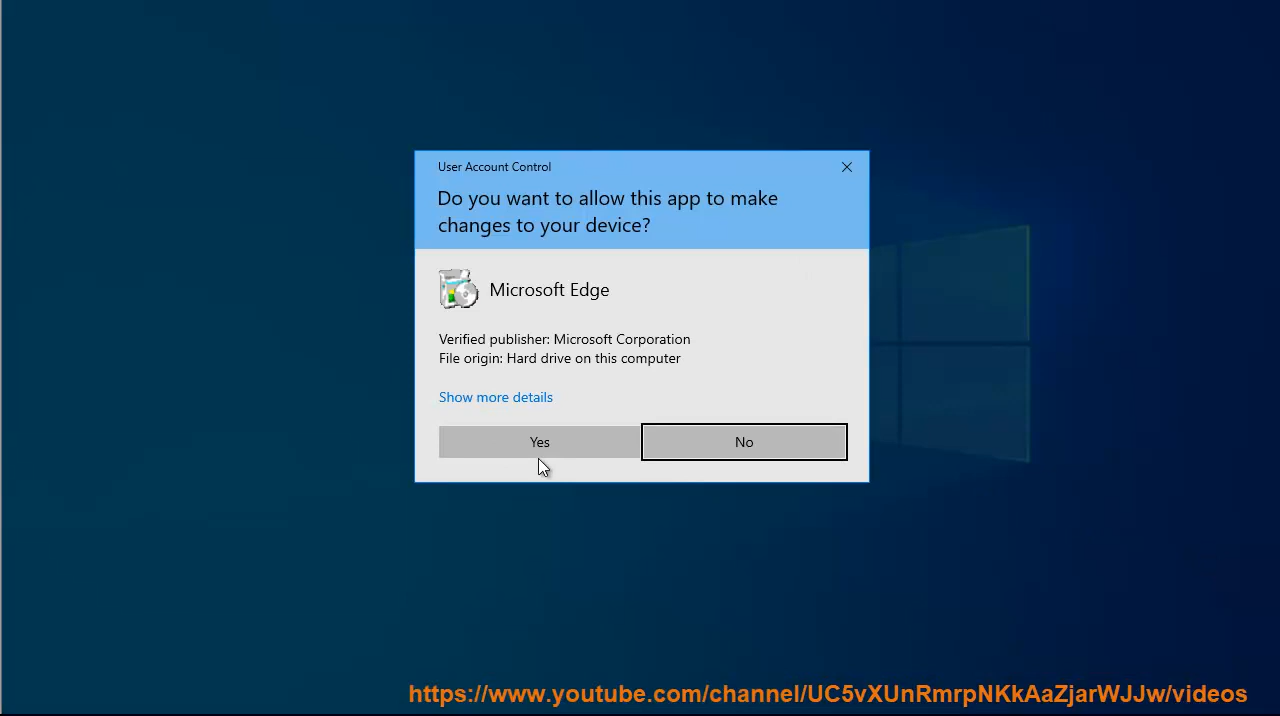 User Account Control
Do you want to allow this app to make
changes to your device?
Microsoft Edge
Verified publisher: Microsoft Corporation
File origin: Hard drive on this computer
Show more details
Yes
No
https://www.youtube.com/channel/UC5vXUnRmrpNKkAaZjarWJJw/videos